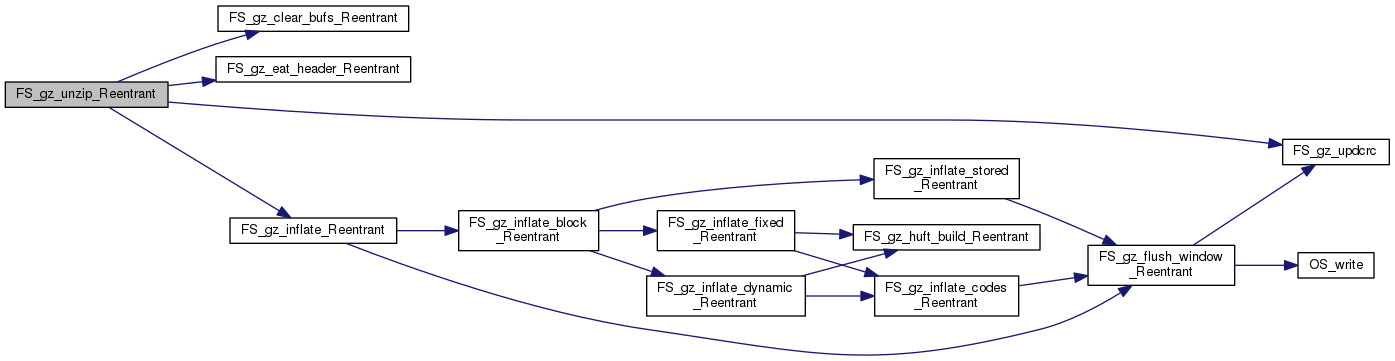 FS_gz_clear_bufs_Reentrant
FS_gz_eat_header_Reentrant
FS_gz_unzip_Reentrant
FS_gz_updcrc
FS_gz_inflate_stored
_Reentrant
FS_gz_inflate_Reentrant
FS_gz_inflate_block
_Reentrant
FS_gz_inflate_fixed
_Reentrant
FS_gz_huft_build_Reentrant
FS_gz_flush_window
_Reentrant
OS_write
FS_gz_inflate_dynamic
_Reentrant
FS_gz_inflate_codes
_Reentrant